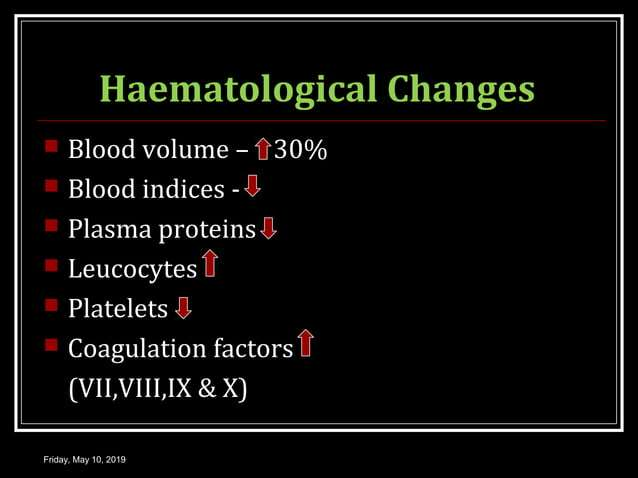 Haematological Changes
Blood volume – 30%
Blood indices -
Plasma proteins
Leucocytes
Platelets
Coagulation factors
(VII,VIII,IX & X)
Friday, May 10, 2019